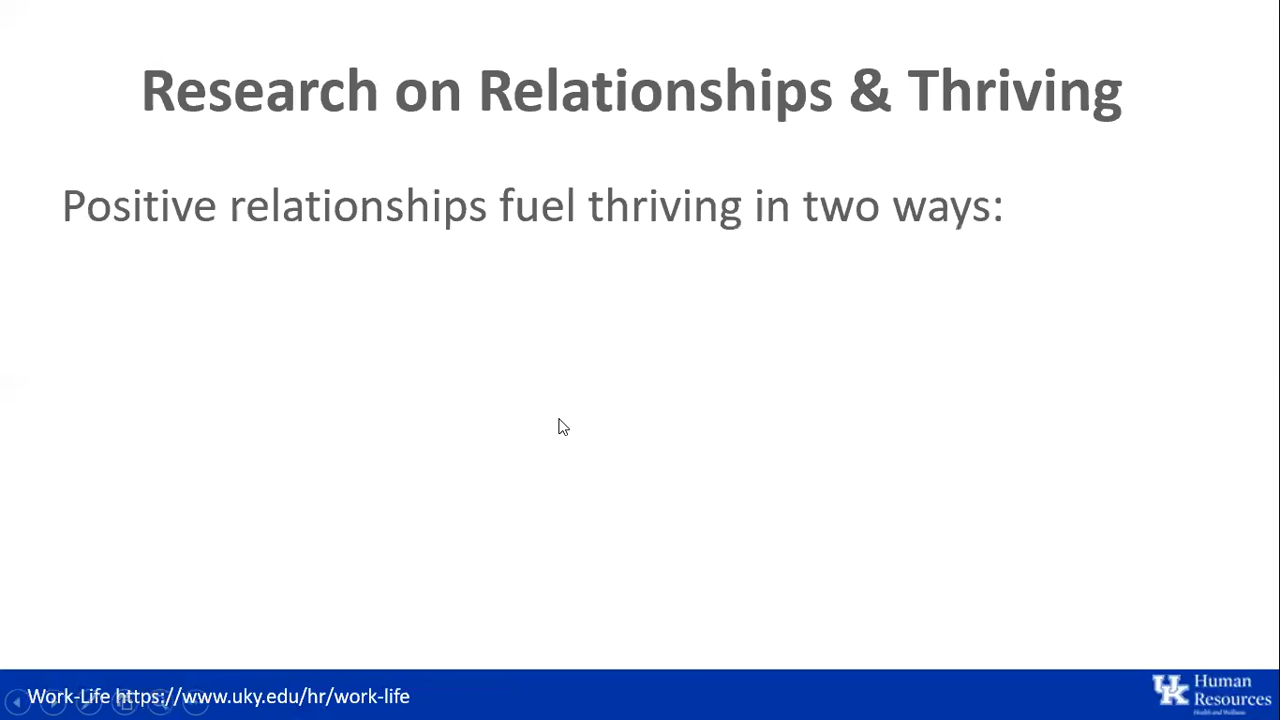 Research on Relationships & Thriving
Positive relationships fuel thriving in two ways:
Work-Life https://www.uky.edu/hr/work-life
UK Human
Resources
Health and Wellness